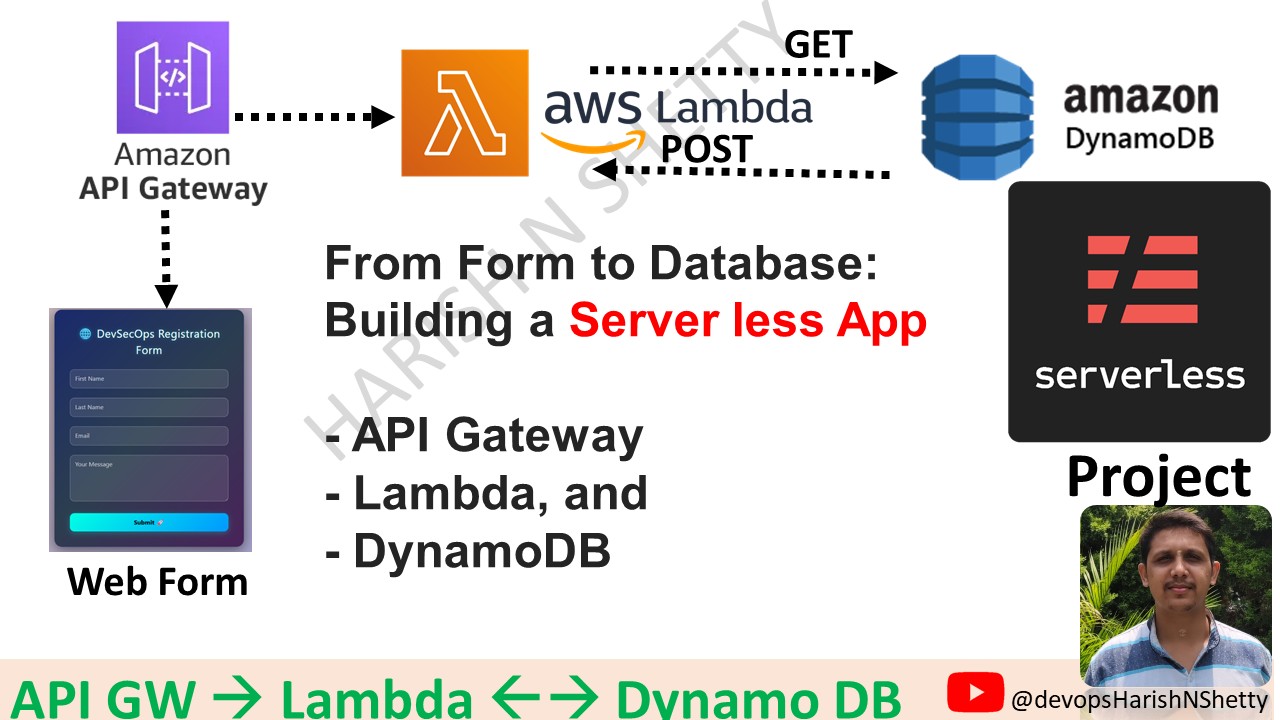 GET
aws Lambda
POST
amazon
DynamoDB
Amazon
API Gateway
HARISH N SHETTY
From Form to Database:
Building a Server less App
- API Gateway
- Lambda, and
- DynamoDB
serverless
Project
DevSecOps Registration
Form
First Name
Last Name
Email
Your Message
Submit 🚀
Web Form
API GW → Lambda ←→ Dynamo DB
@devopsHarishNShetty